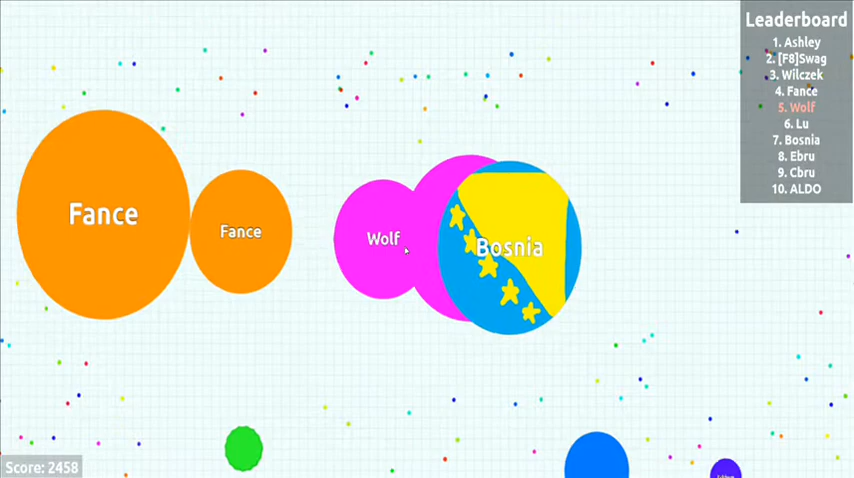 Leaderboard
1. Ashley
2. [F8]Swag
3. Wilczek
4. Fance
5. Wolf
6. Lu
7. Bosnia
8. Ebru
9. Cbru
10. ALDO
Fance
Fance
Wolf
Bosnia
Score: 2458